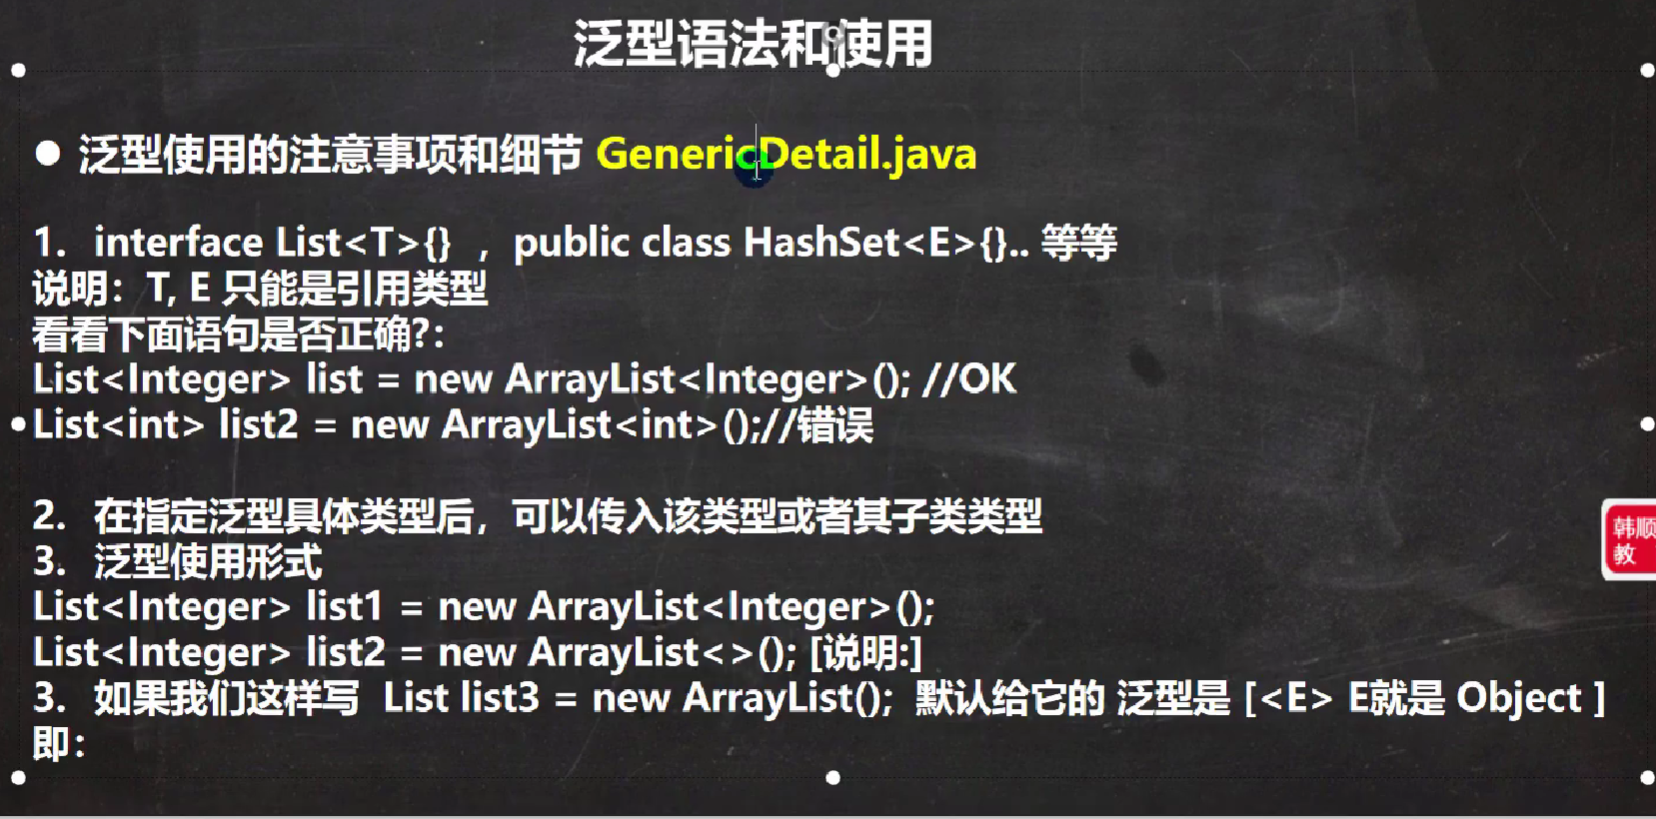 泛型语法和使用
● 泛型使用的注意事项和细节 GenericDetail.java
1. interface List<T>{} , public class HashSet<E>{}.. 等等
说明：T, E 只能是引用类型
看看下面语句是否正确?：
List<Integer> list = new ArrayList<Integer>(); //OK
List<int> list2 = new ArrayList<int>();//错误
2. 在指定泛型具体类型后，可以传入该类型或者其子类类型
3. 泛型使用形式
List<Integer> list1 = new ArrayList<Integer>();
List<Integer> list2 = new ArrayList<>(); [说明:]
3. 如果我们这样写 List list3 = new ArrayList(); 默认给它的 泛型是 [<E> E就是 Object ]
即：
韩顺
教